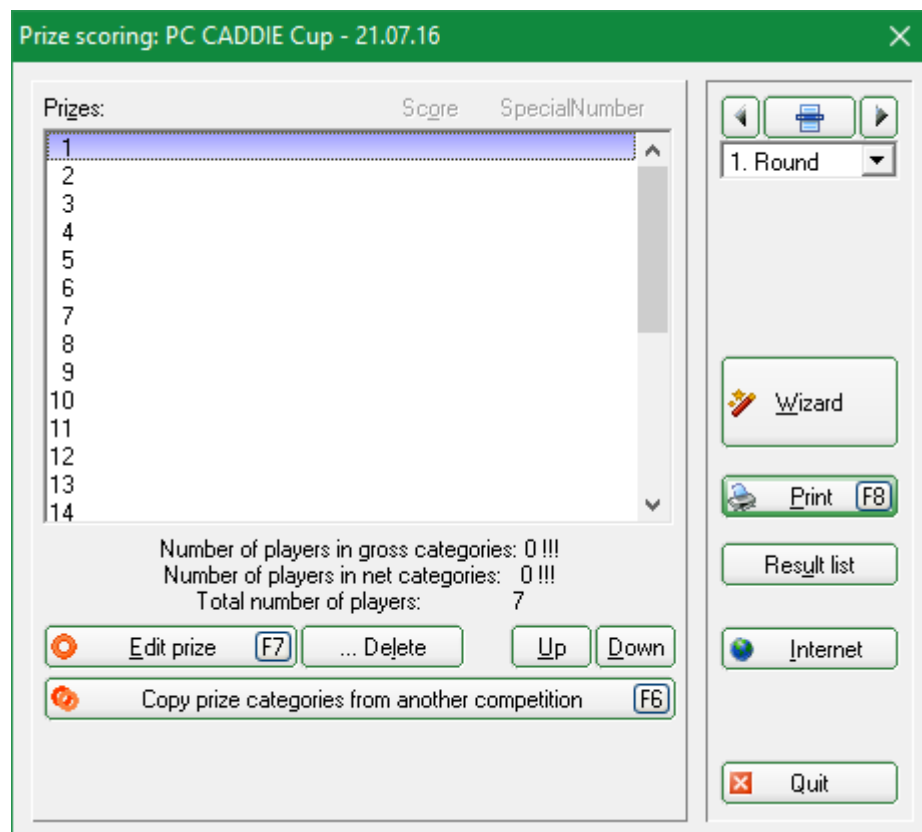 Prize scoring: PC CADDIE Cup - 21.07.16
Prizes: Score SpecialNumber
1
2
3
4
5
6
7
8
9
10
11
12
13
14
Number of players in gross categories: 0 !!!
Number of players in net categories: 0 !!!
Total number of players: 7
Edit prize F7 ... Delete Up Down
Copy prize categories from another competition F6
1. Round
Wizard
Print F8
Result list
Internet
Quit